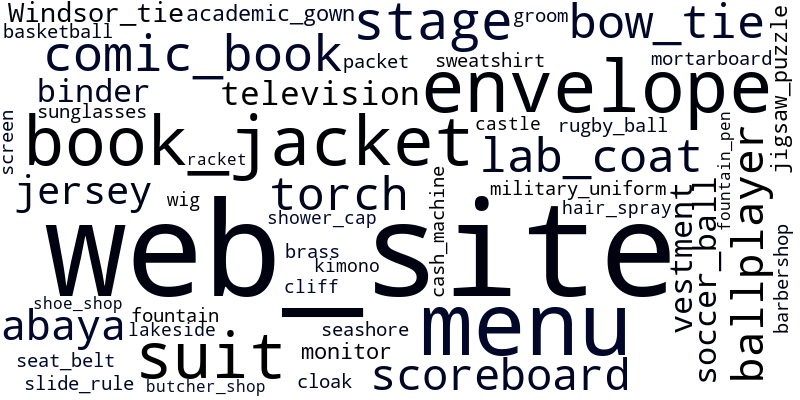 Windsor_tie
academic_gown
stage
groom
bow_tie
jigsaw_puzzle
basketball
comic_book
packet
sweatshirt
mortarboard
binder
television
envelope
sunglasses
screen
book_jacket
racket
castle
rugby_ball
fountain_pen
lab_coat
jersey
wig
torch
cash_machine
military_uniform
hair_spray
shower_cap
vestment
soccer_ball
ballplayer
web_site
brass
kimono
cliff
barbershop
shoe_shop
abaya
fountain
lakeside
suit
seashore
monitor
menu
seat_belt
slide_rule
butcher_shop
cloak
scoreboard